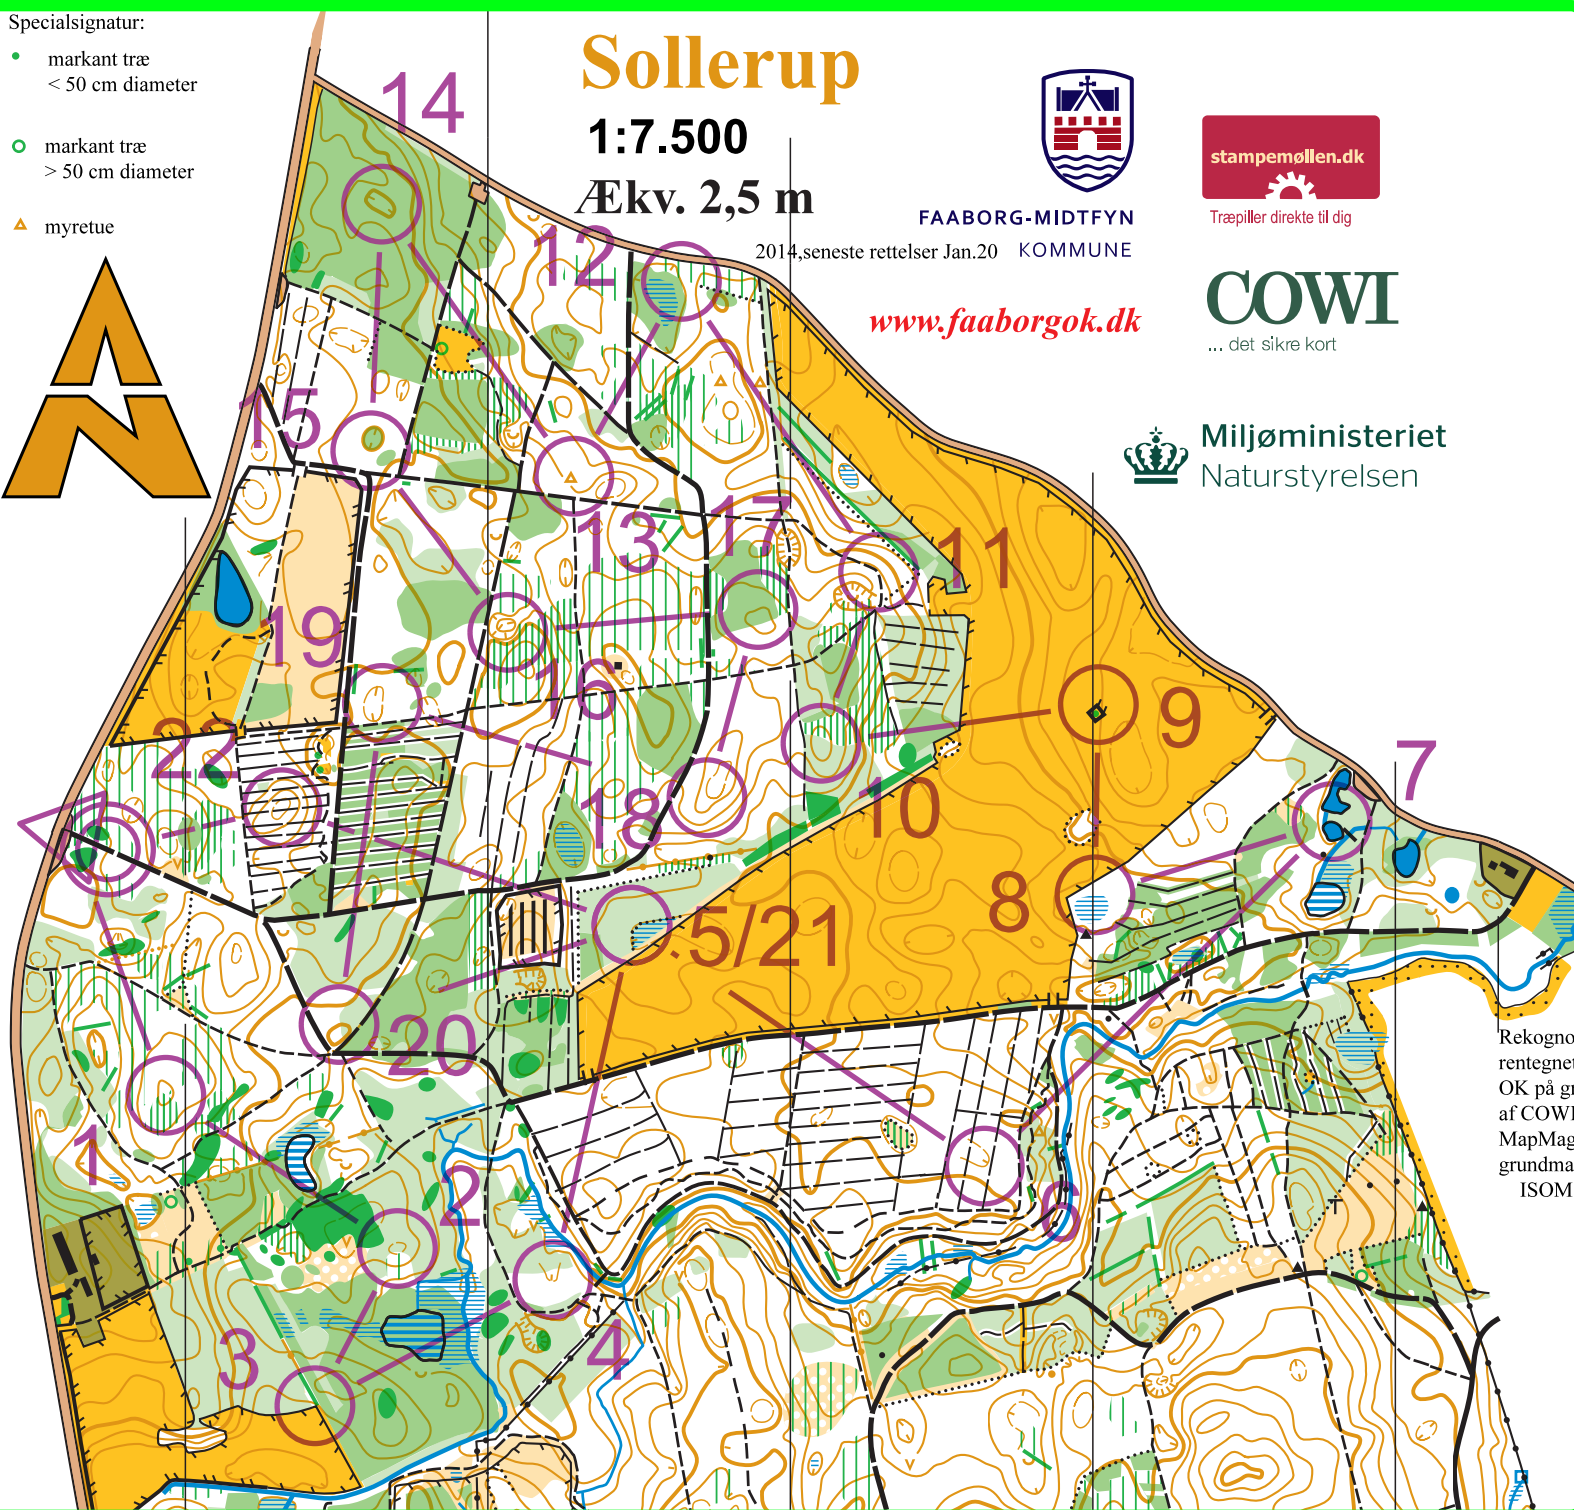 Specialsignatur:
markant træ
< 50 cm diameter
markant træ
> 50 cm diameter
myretue
Sollerup
1:7.500
Ækv. 2,5 m
2014,seneste rettelser Jan.20
FAABORG-MIDTFYN
KOMMUNE
stampemøllen.dk
Træpiller direkte til dig
www.faaborgok.dk
COWI
... det sikre kort
Miljøministeriet
Naturstyrelsen
14
12
15
13
17
11
19
16
9
22
18
10
7
8
5/21
20
1
2
6
3
4
Rekogno
rentegnet
OK på gr
af COWI
MapMag
grundma
ISOM